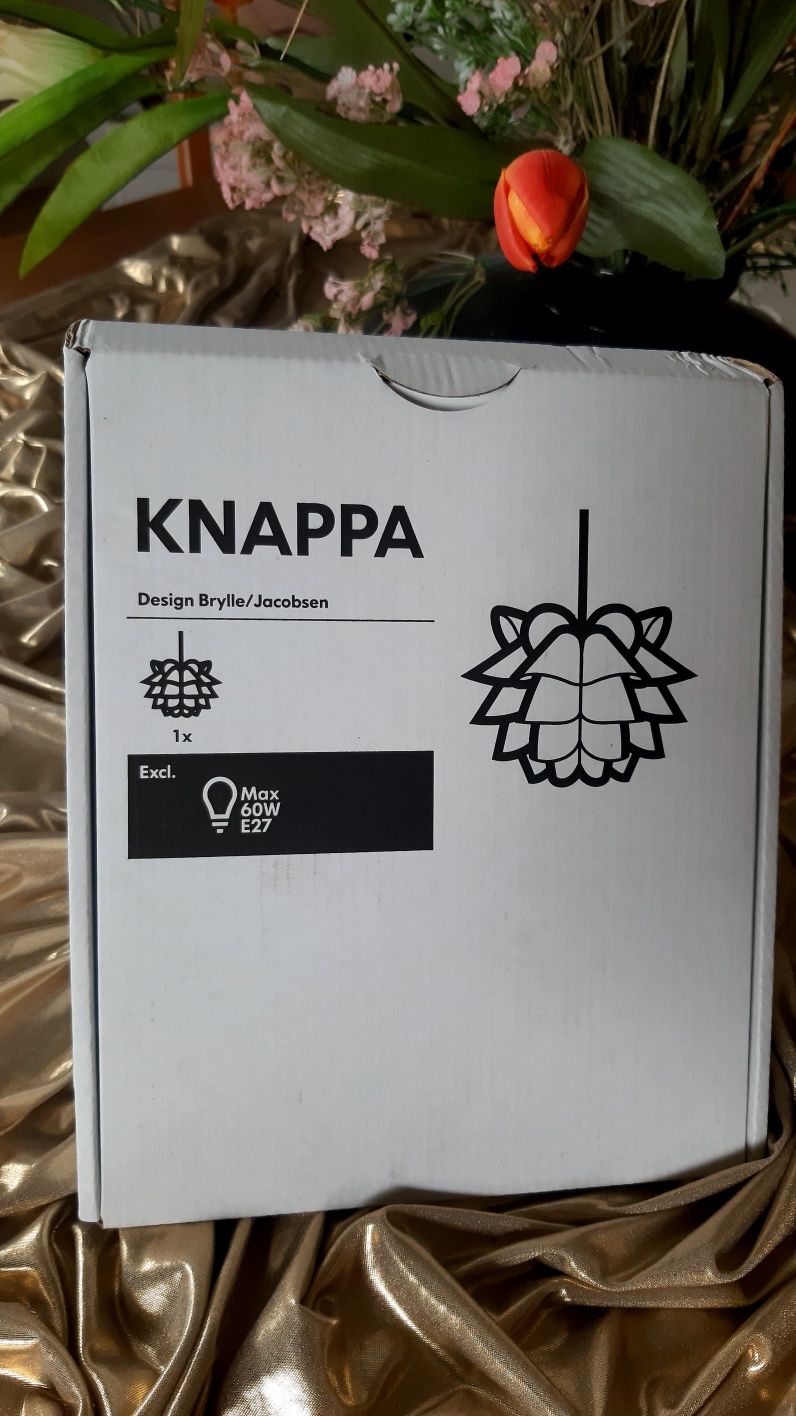 KNAPPA
Design Brylle/Jacobsen
1x
Excl.
Max
60W
E27